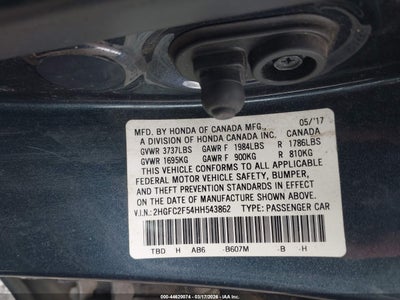 MFD. BY HONDA OF CANADA MFG., 05/'17
A DIVISION OF HONDA CANADA INC. CANADA
GVWR 3737LBS GAWR F 1984LBS R 1786LBS
GVWR 1695KG GAWR F 900KG R 810KG
THIS VEHICLE CONFORMS TO ALL APPLICABLE
FEDERAL MOTOR VEHICLE SAFETY, BUMPER,
AND THEFT PREVENTION STANDARDS IN EFFECT
ON THE DATE OF MANUFACTURE SHOWN ABOVE.
V.I.N.: 2HGFC2F54HH543862 TYPE: PASSENGER CAR
TBD H AB6 -B607M -B -H
© IAA 44620074 | 03/17/2026 - IAAI.COM